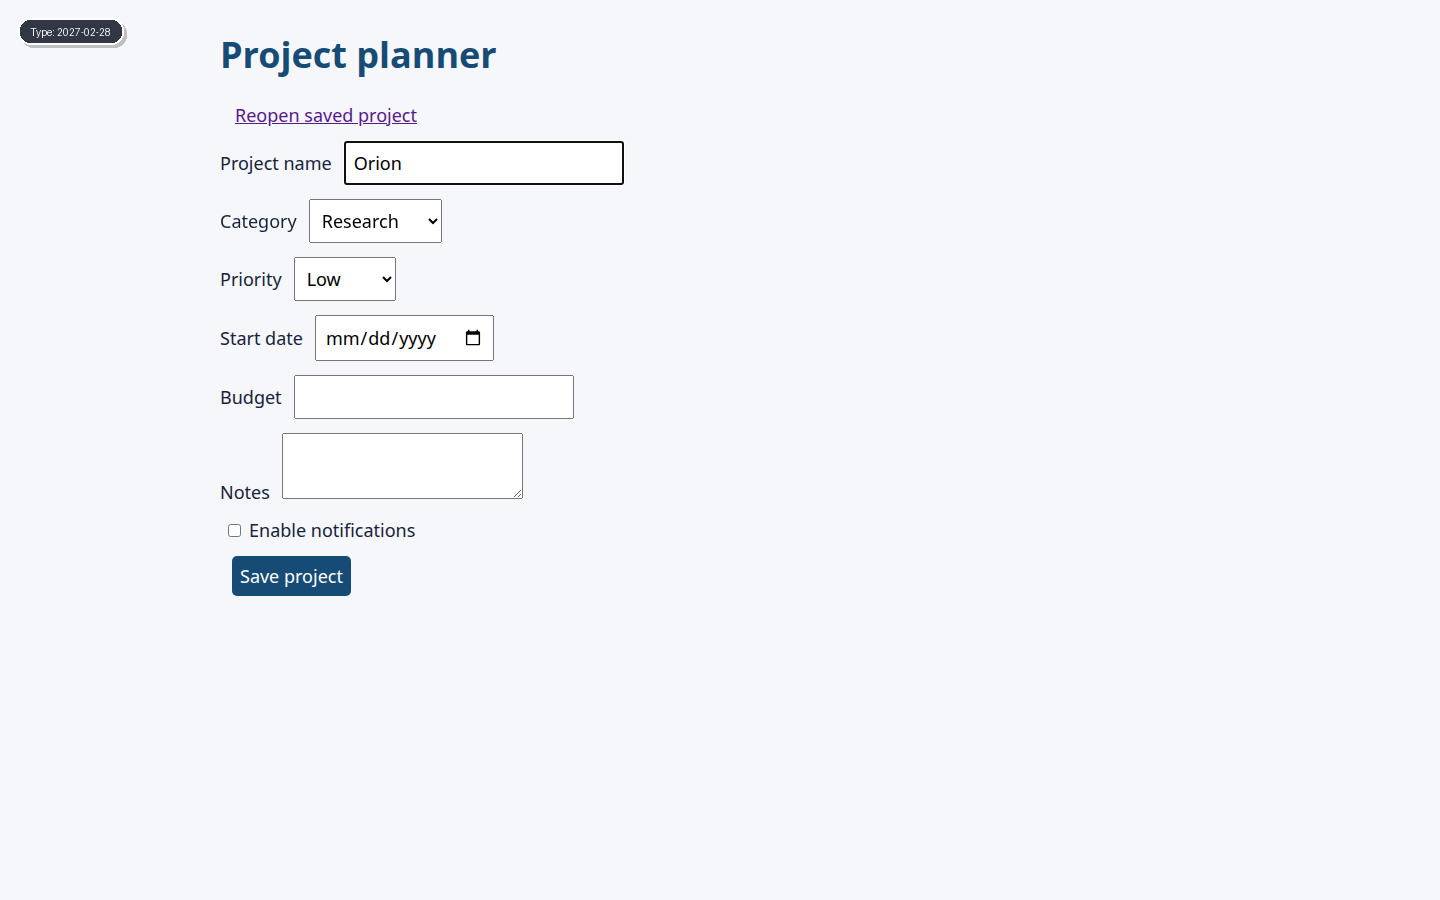 Type: 2027-02-28
Project planner
Reopen saved project
Project name Orion
Category Research
Priority Low
Start date mm/dd/yyyy
Budget
Notes
Enable notifications
Save project